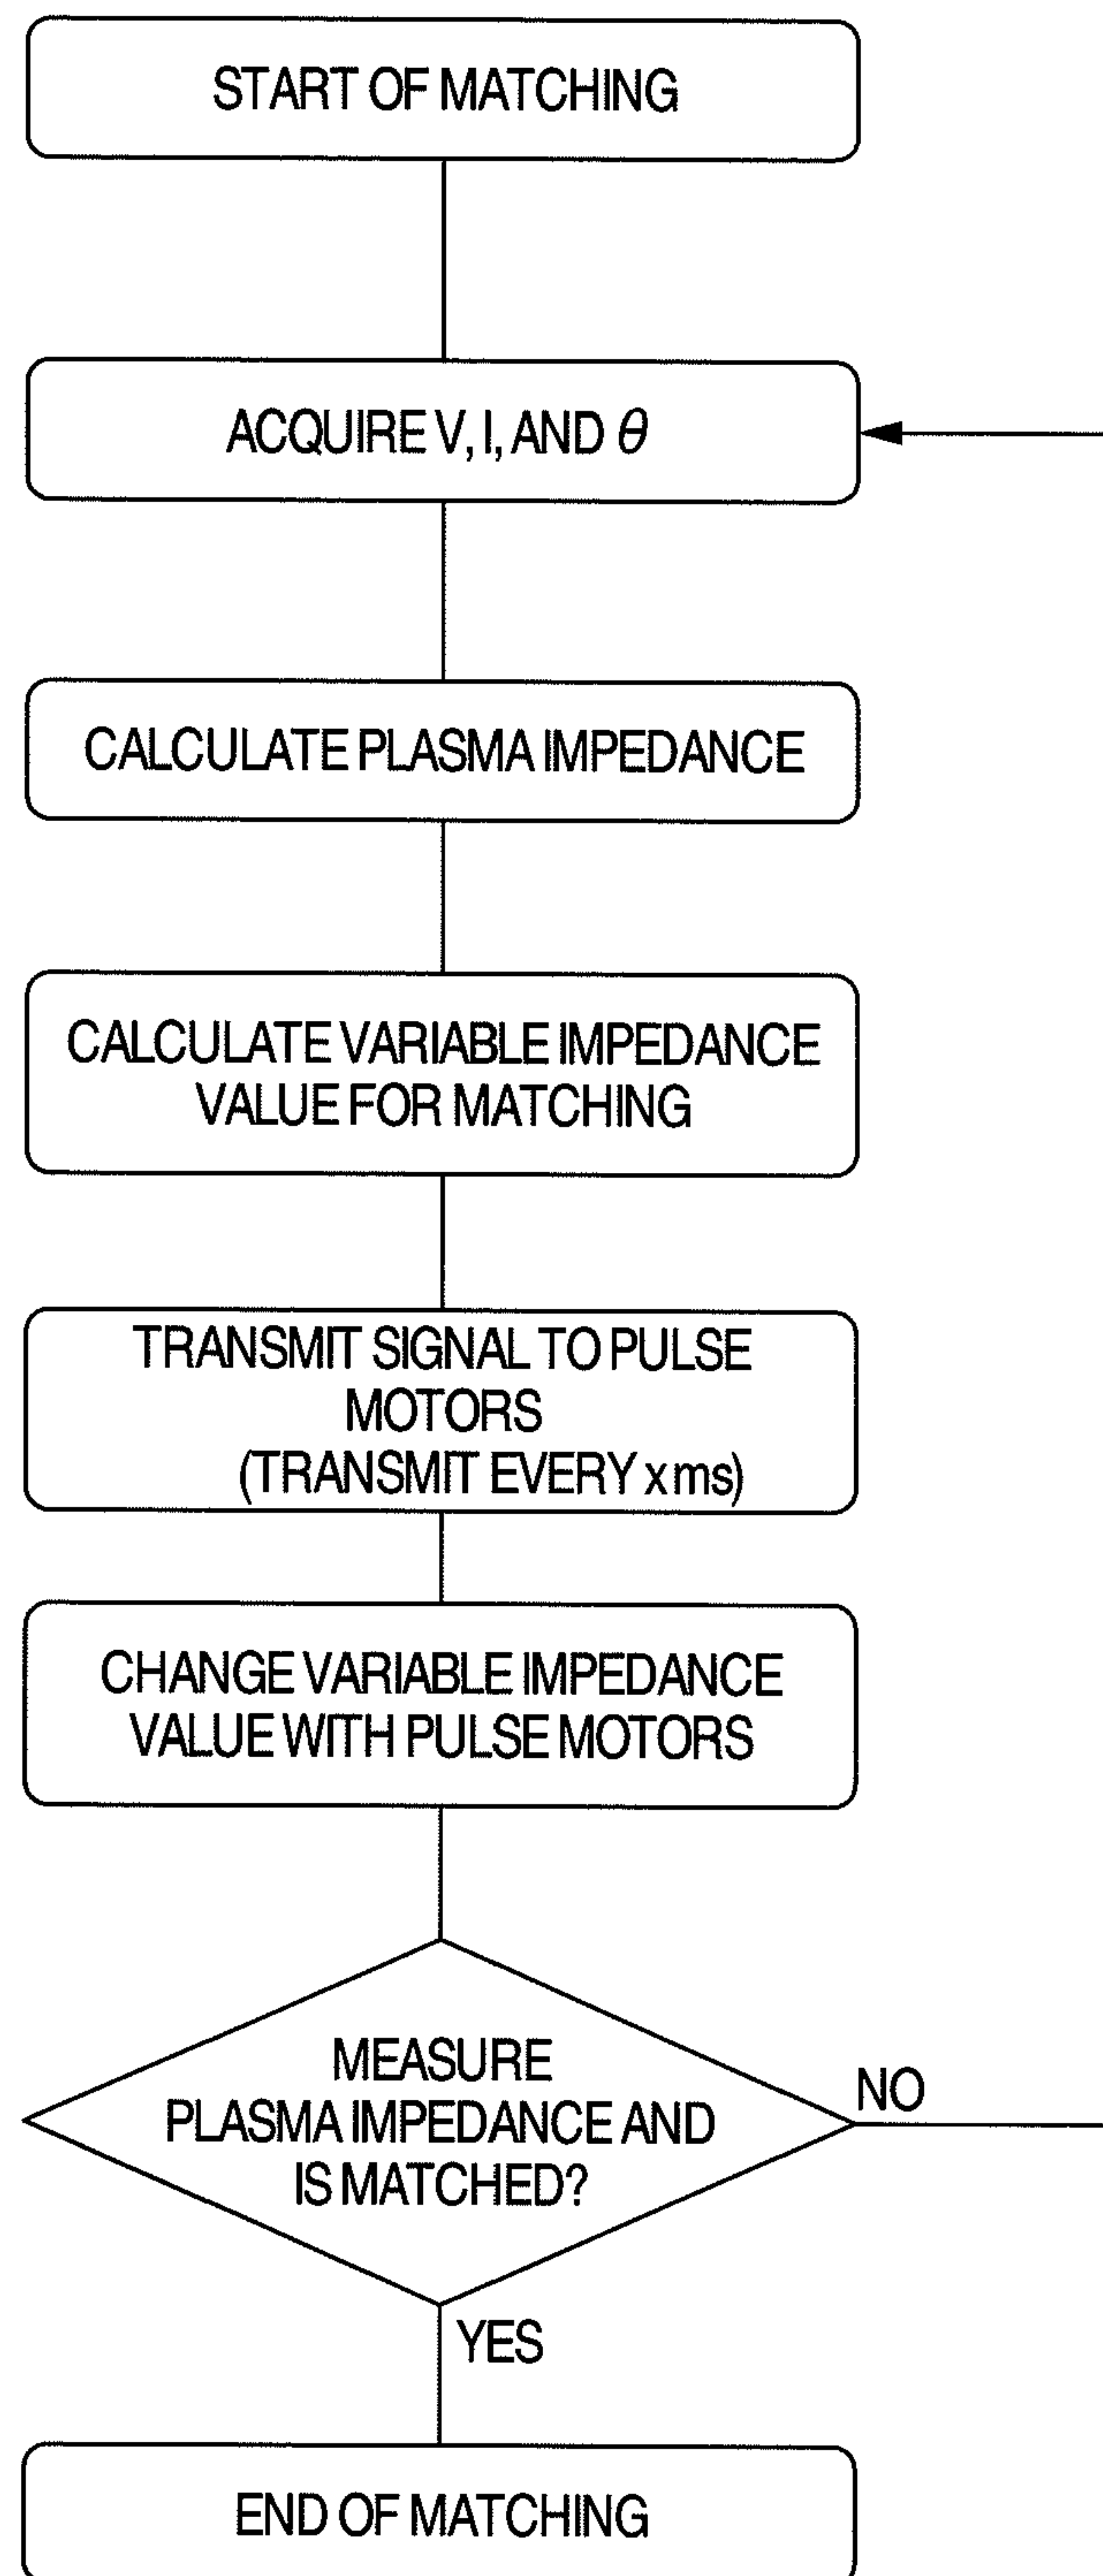 START OF MATCHING
ACQUIRE V, I, AND θ
CALCULATE PLASMA IMPEDANCE
CALCULATE VARIABLE IMPEDANCE
VALUE FOR MATCHING
TRANSMIT SIGNAL TO PULSE
MOTORS
(TRANSMIT EVERY x ms)
CHANGE VARIABLE IMPEDANCE
VALUE WITH PULSE MOTORS
MEASURE
PLASMA IMPEDANCE AND
IS MATCHED?
NO
YES
END OF MATCHING